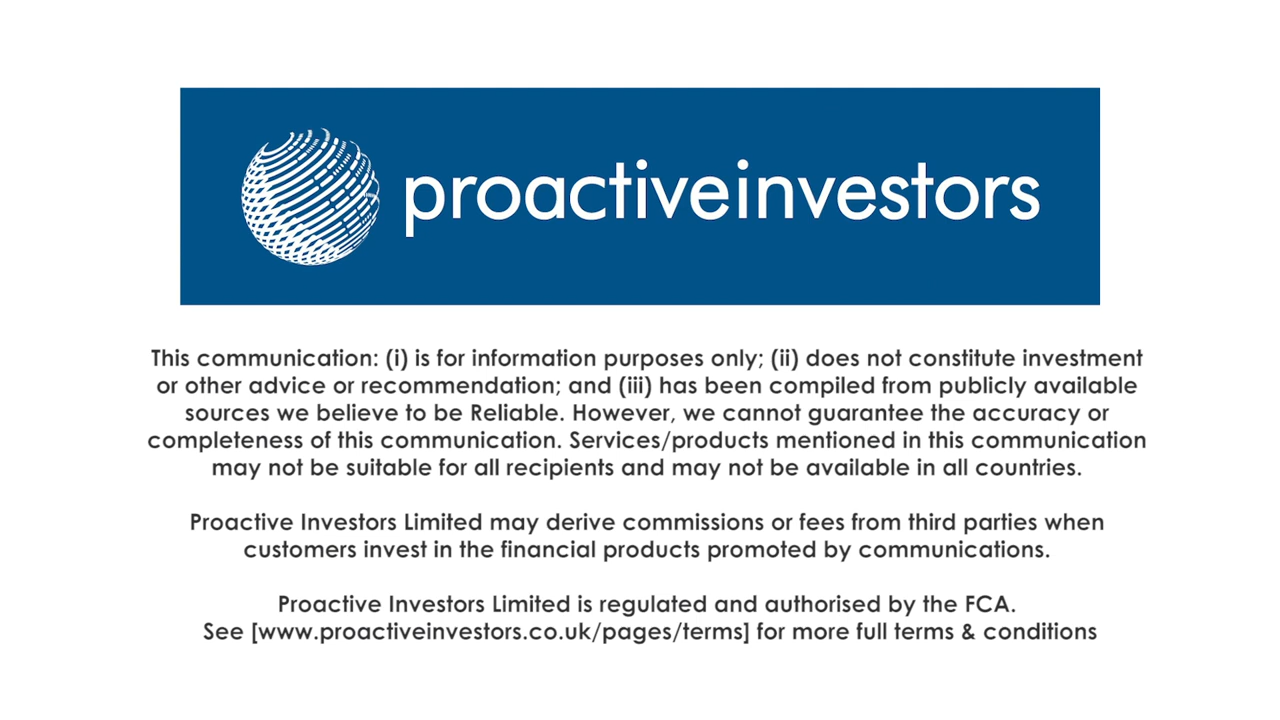 proactiveinvestors
This communication: (i) is for information purposes only; (ii) does not constitute investment
or other advice or recommendation; and (iii) has been compiled from publicly available
sources we believe to be Reliable. However, we cannot guarantee the accuracy or
completeness of this communication. Services/products mentioned in this communication
may not be suitable for all recipients and may not be available in all countries.
Proactive Investors Limited may derive commissions or fees from third parties when
customers invest in the financial products promoted by communications.
Proactive Investors Limited is regulated and authorised by the FCA.
See [www.proactiveinvestors.co.uk/pages/terms] for more full terms & conditions